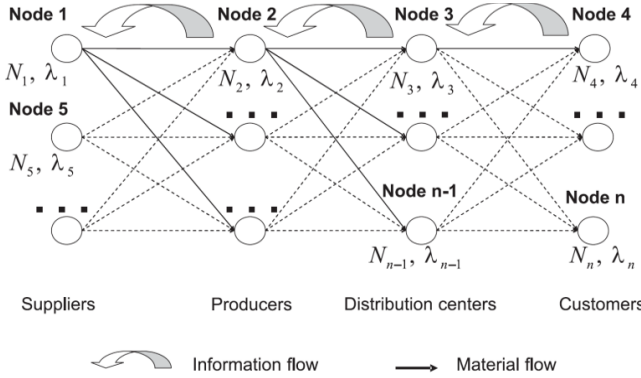 Node 1 Node 2 Node 3 Node 4
N₁, λ₁ N₂, λ₂ N₃, λ₃ N₄, λ₄
Node 5
N₅, λ₅
Node n-1 Node n
Nₙ₋₁, λₙ₋₁ Nₙ, λₙ
Suppliers Producers Distribution centers Customers
Information flow Material flow